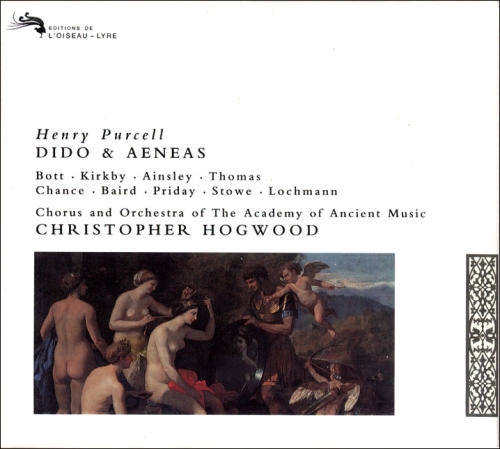 EDITIONS DE
L'OISEAU-LYRE
Henry Purcell
DIDO & AENEAS
Bott · Kirkby · Ainsley · Thomas
Chance · Baird · Priday · Stowe · Lochmann
Chorus and Orchestra of The Academy of Ancient Music
CHRISTOPHER HOGWOOD